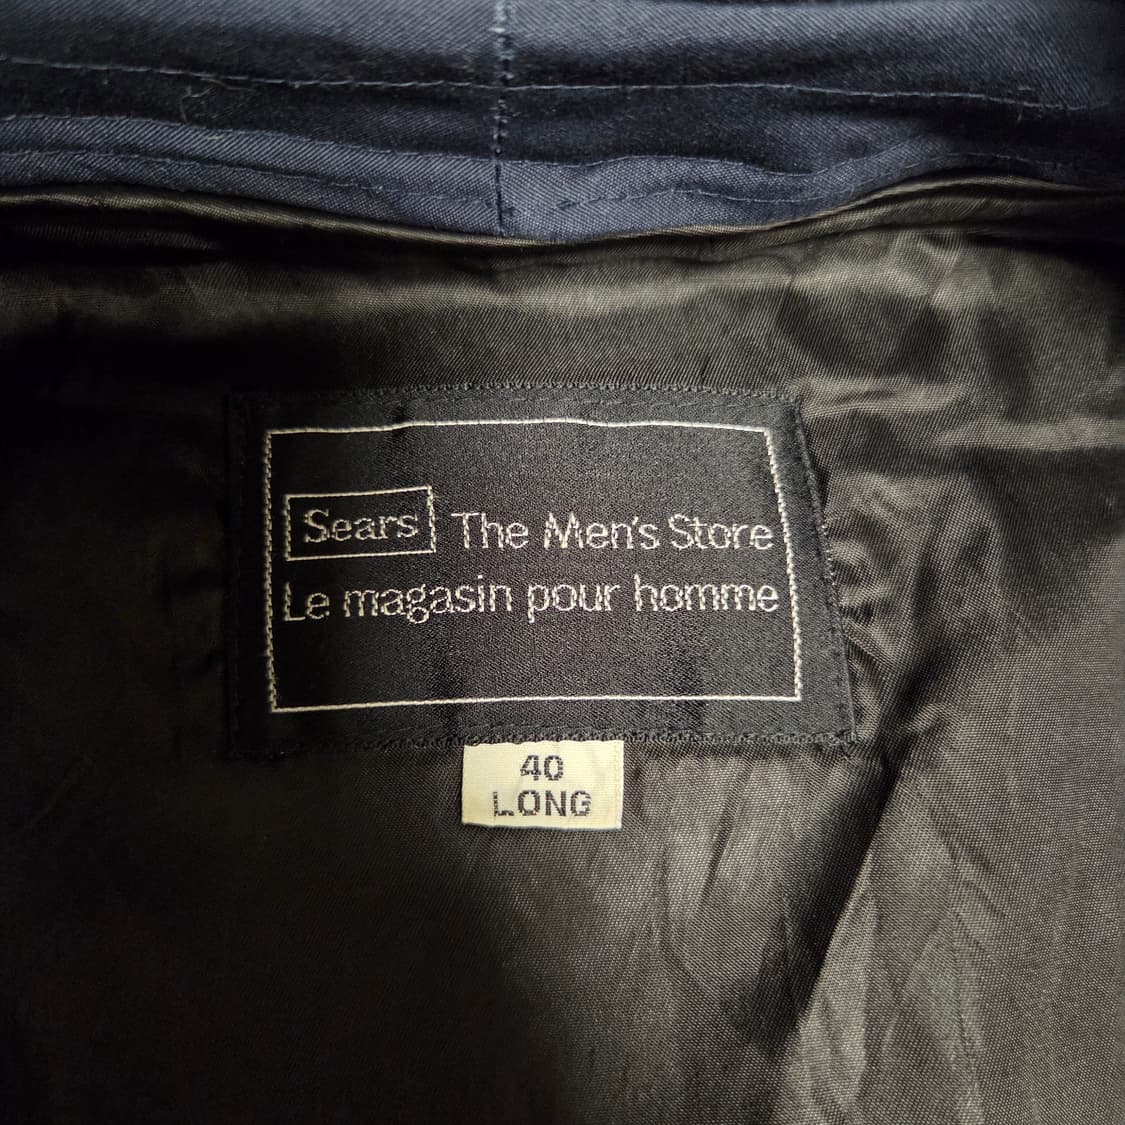 Sears The Men's Store
Le magasin pour homme
40
LONG